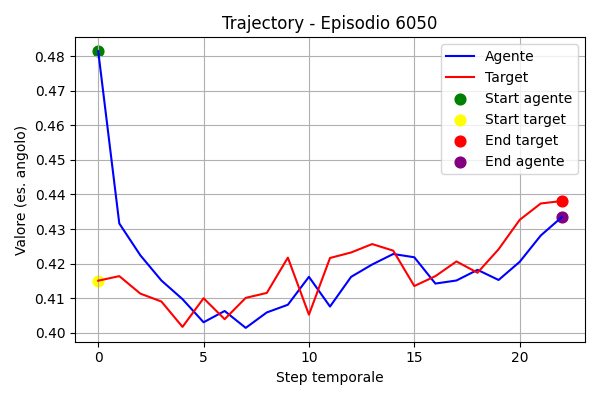 Trajectory - Episodio 6050
Valore (es. angolo)
0.48
0.47
0.46
0.45
0.44
0.43
0.42
0.41
0.40
Agente
Target
Start agente
Start target
End target
End agente
0
5
10
15
20
Step temporale